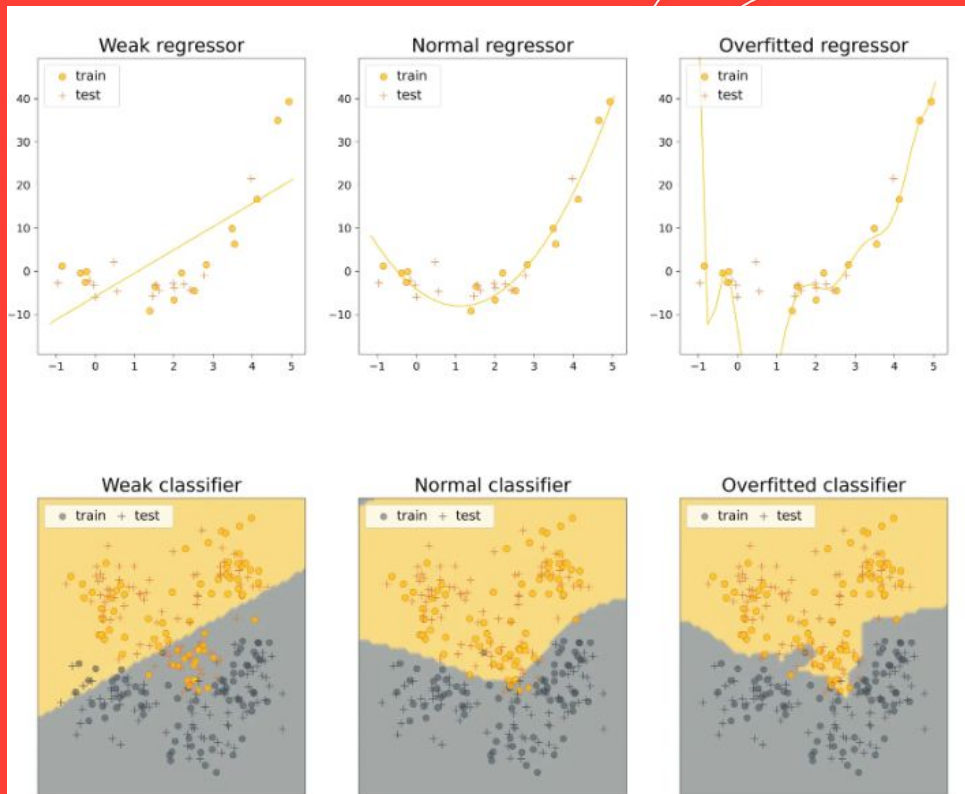 Weak regressor
train
test
40
30
20
10
0
−10
−1 0 1 2 3 4 5
Normal regressor
train
test
40
30
20
10
0
−10
−1 0 1 2 3 4 5
Overfitted regressor
train
test
40
30
20
10
0
−10
−1 0 1 2 3 4 5
Weak classifier
train test
Normal classifier
train test
Overfitted classifier
train test